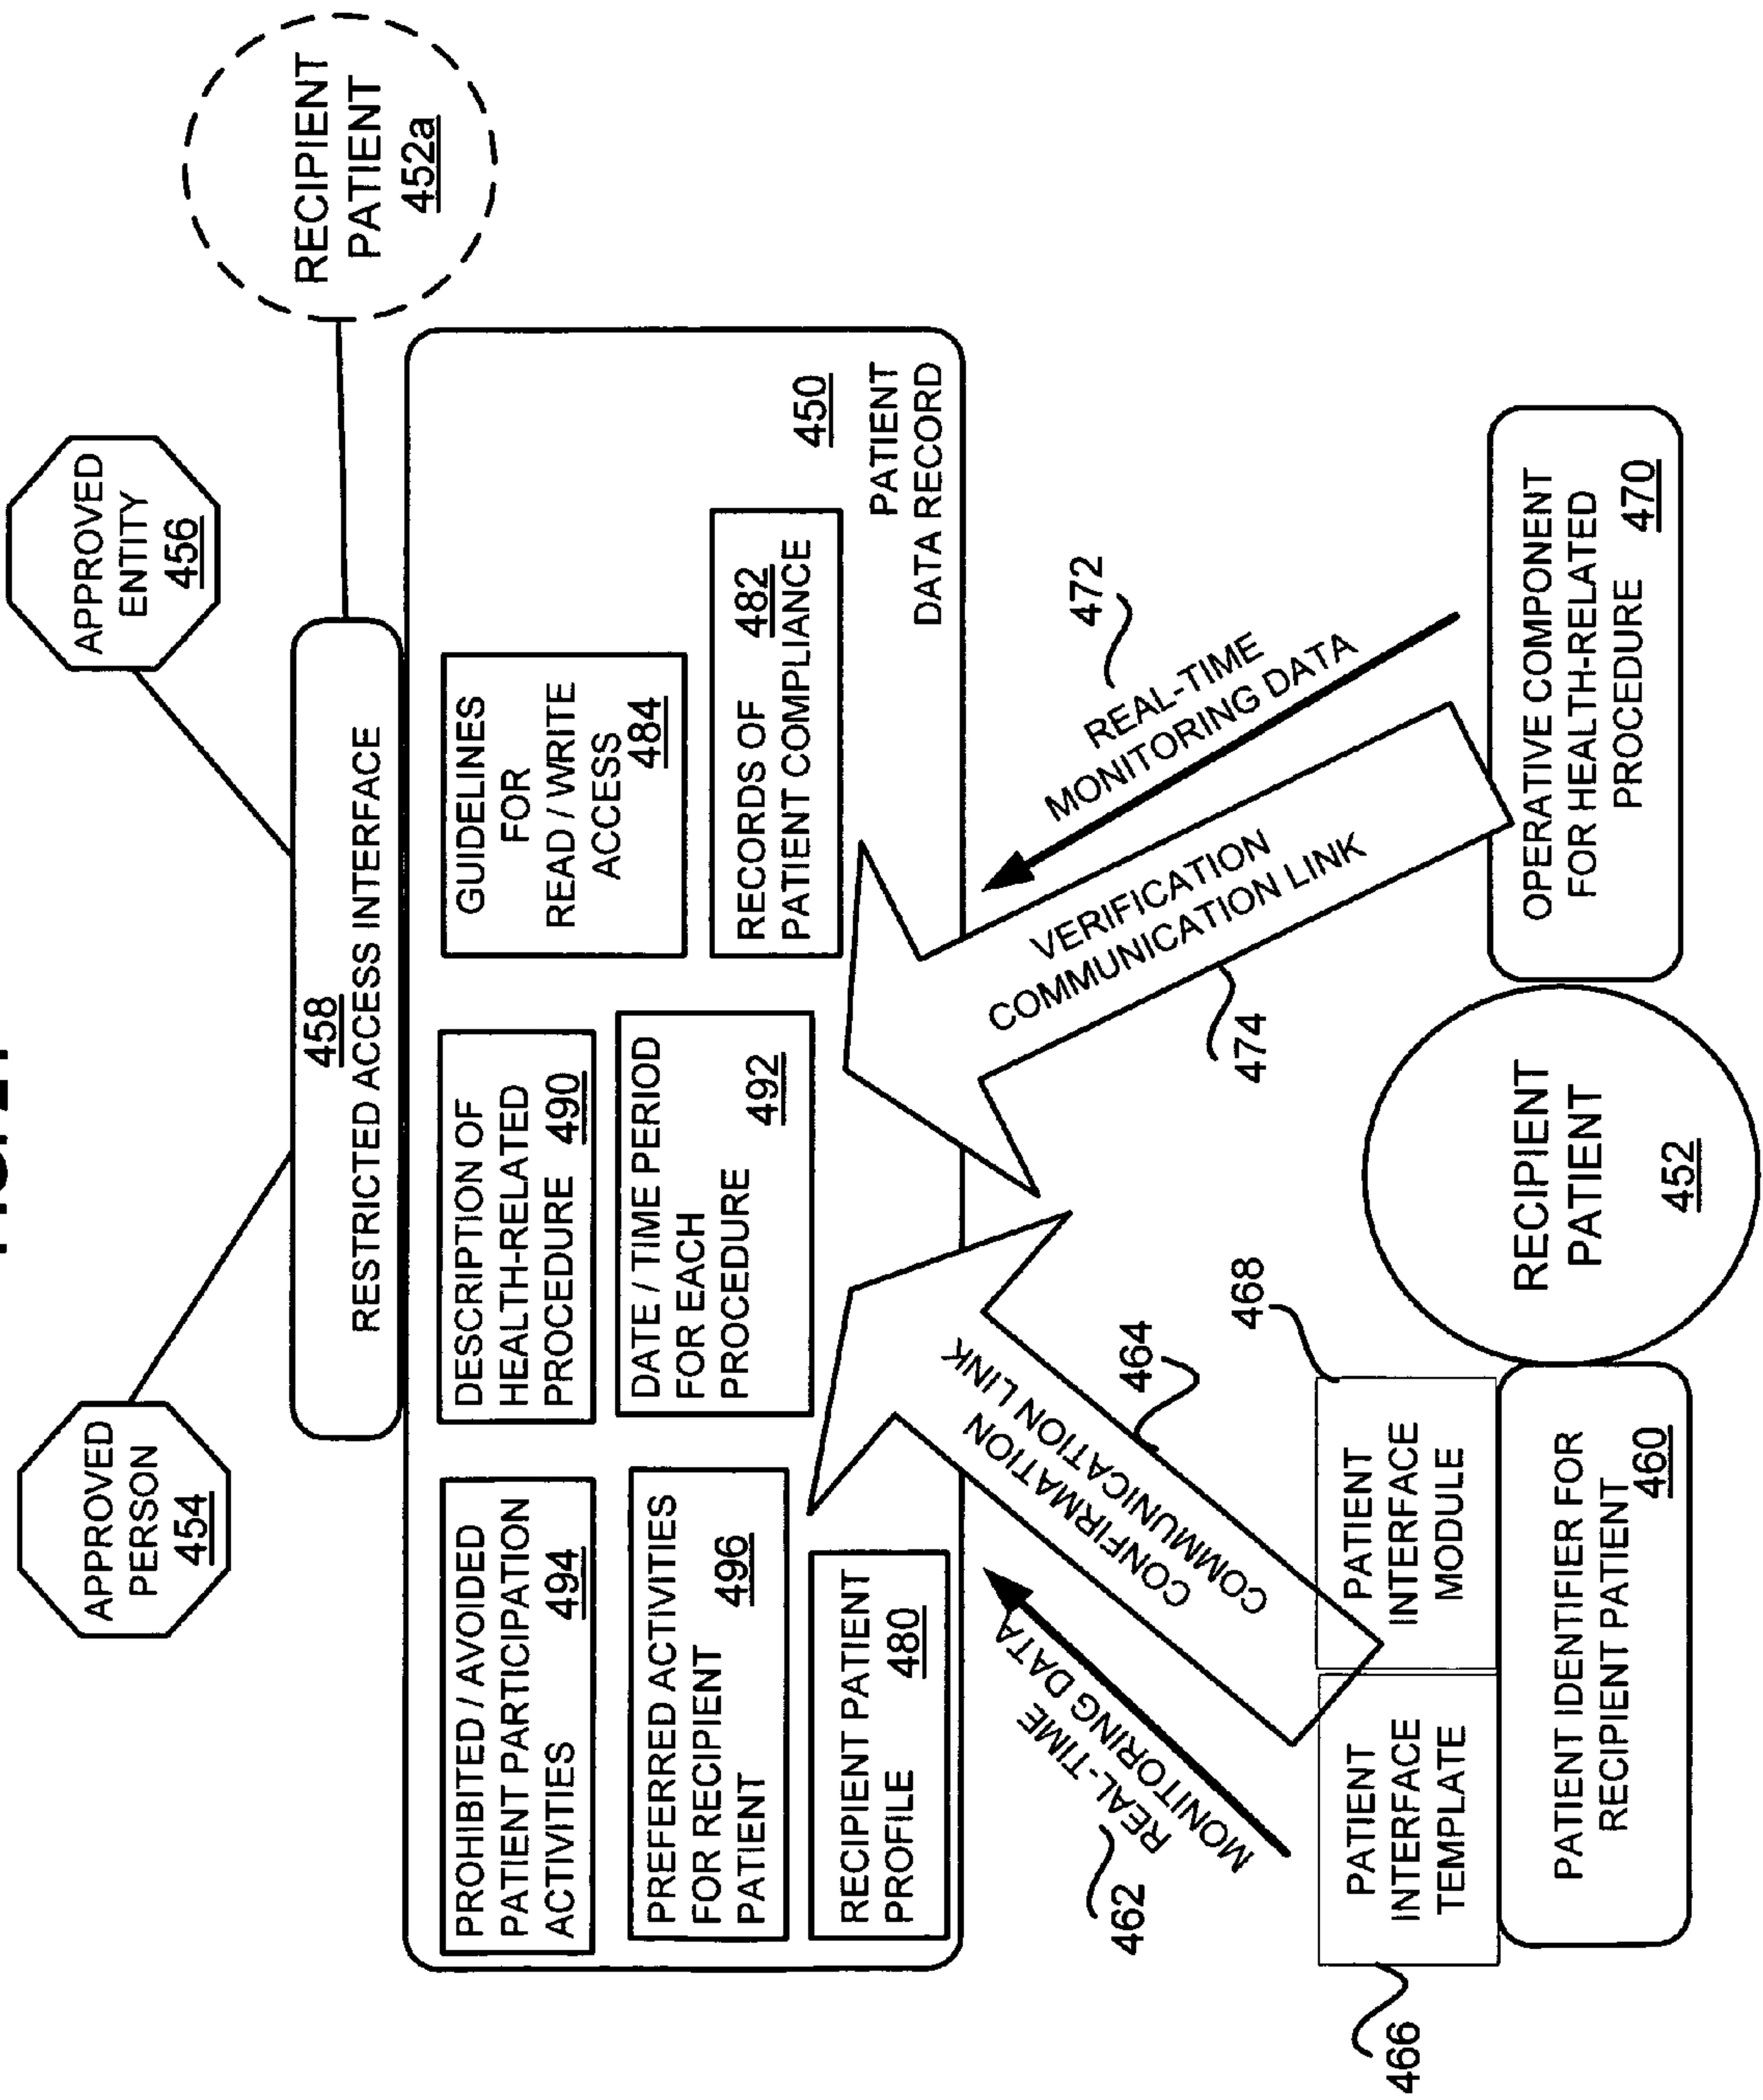 APPROVED
PERSON
454
APPROVED
ENTITY
456
RECIPIENT
PATIENT
452a
458
RESTRICTED ACCESS INTERFACE
PROHIBITED / AVOIDED
PATIENT PARTICIPATION
ACTIVITIES 494
DESCRIPTION OF
HEALTH-RELATED
PROCEDURE 490
GUIDELINES
FOR
READ / WRITE
ACCESS
484
PREFERRED ACTIVITIES
FOR RECIPIENT
PATIENT 496
DATE / TIME PERIOD
FOR EACH
PROCEDURE 492
RECORDS OF 482
PATIENT COMPLIANCE
RECIPIENT PATIENT
PROFILE 480
450
PATIENT
DATA RECORD
462
REAL-TIME
MONITORING DATA
CONFIRMATION
COMMUNICATION LINK
464
VERIFICATION
COMMUNICATION LINK
474
REAL-TIME
MONITORING DATA
472
466
PATIENT
INTERFACE
TEMPLATE
PATIENT
INTERFACE
MODULE
468
PATIENT IDENTIFIER FOR
RECIPIENT PATIENT 460
RECIPIENT
PATIENT
452
OPERATIVE COMPONENT
FOR HEALTH-RELATED
PROCEDURE 470